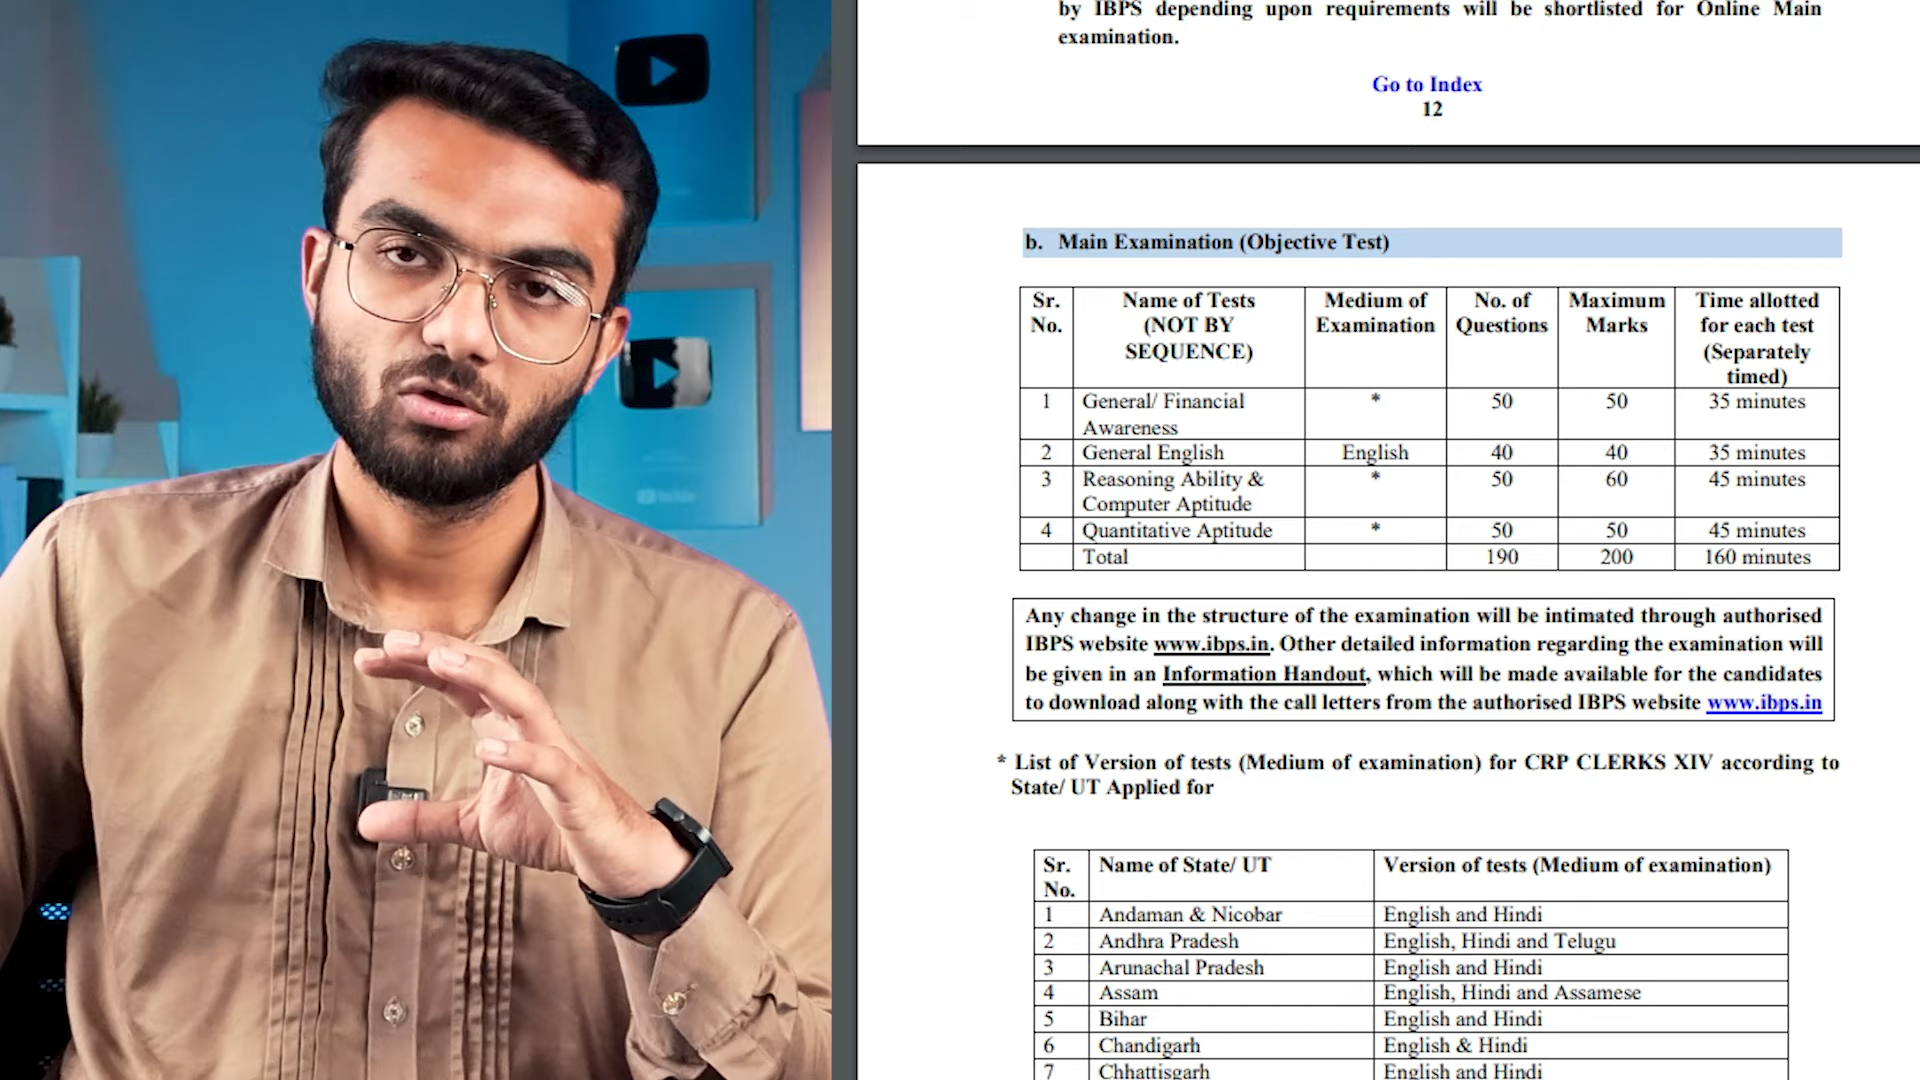 by IBPS depending upon requirements will be shortlisted for Online Main
examination.
Go to Index
12
b. Main Examination (Objective Test)
Sr. No. Name of Tests (NOT BY SEQUENCE) Medium of Examination No. of Questions Maximum Marks Time allotted for each test (Separately timed)
1 General/ Financial Awareness * 50 50 35 minutes
2 General English English 40 40 35 minutes
3 Reasoning Ability & Computer Aptitude * 50 60 45 minutes
4 Quantitative Aptitude * 50 50 45 minutes
Total 190 200 160 minutes
Any change in the structure of the examination will be intimated through authorised
IBPS website www.ibps.in. Other detailed information regarding the examination will
be given in an Information Handout, which will be made available for the candidates
to download along with the call letters from the authorised IBPS website www.ibps.in
* List of Version of tests (Medium of examination) for CRP CLERKS XIV according to
State/ UT Applied for
Sr. No. Name of State/ UT Version of tests (Medium of examination)
1 Andaman & Nicobar English and Hindi
2 Andhra Pradesh English, Hindi and Telugu
3 Arunachal Pradesh English and Hindi
4 Assam English, Hindi and Assamese
5 Bihar English and Hindi
6 Chandigarh English & Hindi
7 Chhattisgarh English and Hindi